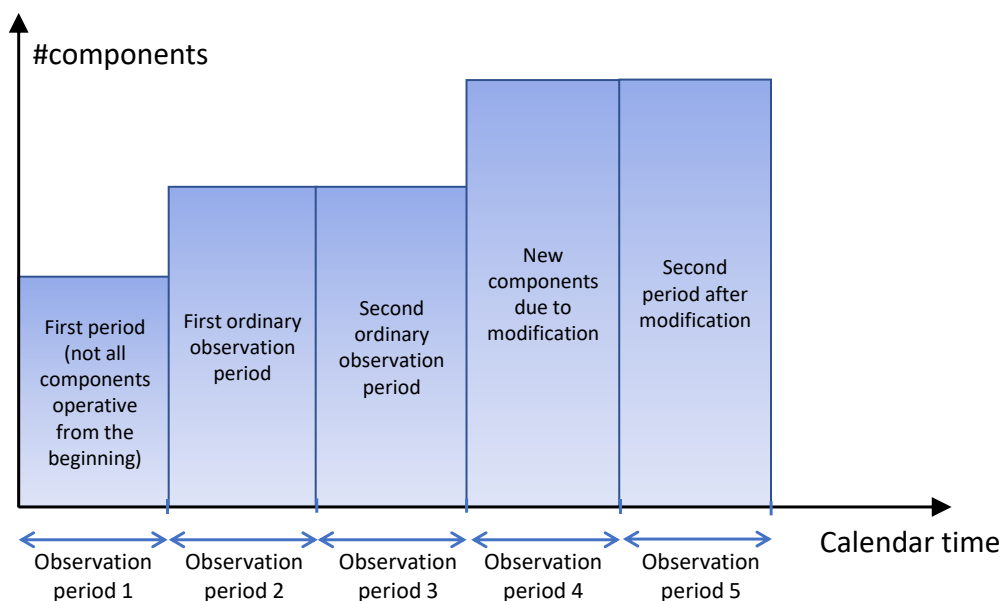 #components
First period
(not all
components
operative
from the
beginning)
First ordinary
observation
period
Second
ordinary
observation
period
New
components
due to
modification
Second
period after
modification
Calendar time
Observation
period 1
Observation
period 2
Observation
period 3
Observation
period 4
Observation
period 5